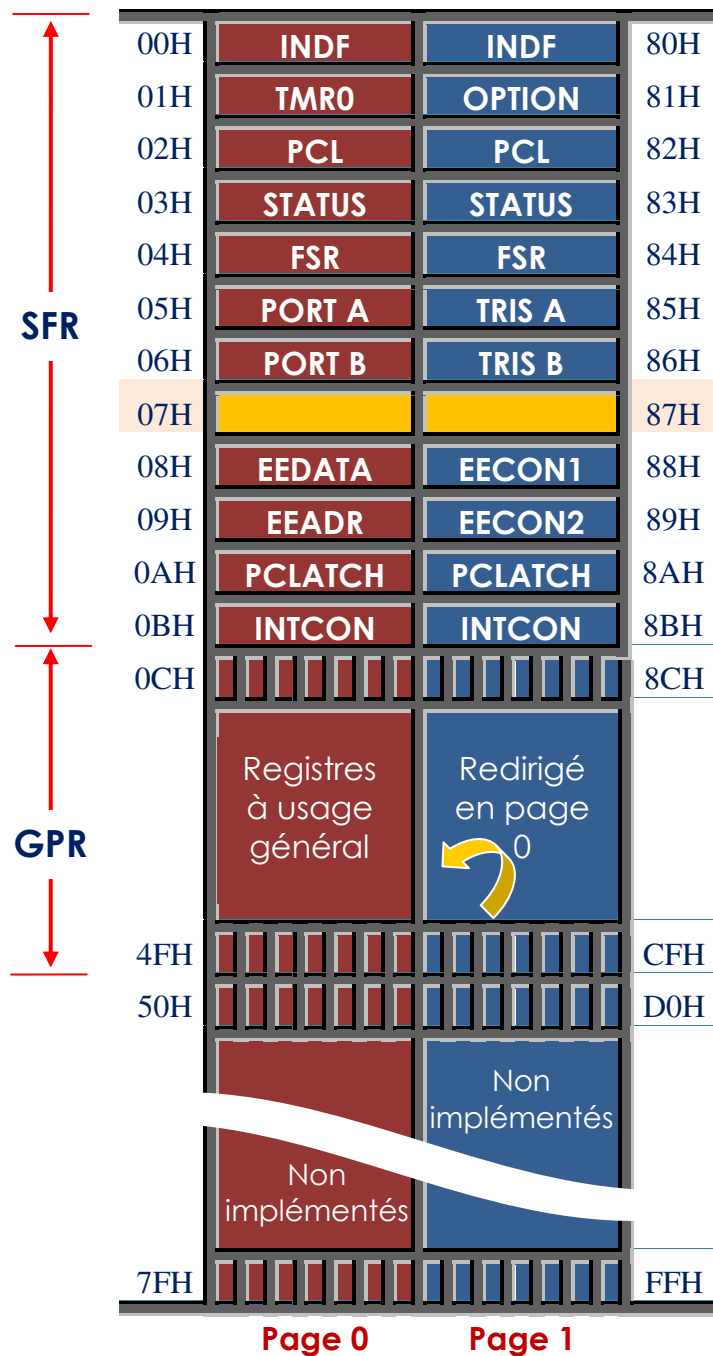 00H INDF INDF 80H
01H TMR0 OPTION 81H
02H PCL PCL 82H
03H STATUS STATUS 83H
04H FSR FSR 84H
05H PORT A TRIS A 85H
SFR
06H PORT B TRIS B 86H
07H 87H
08H EEDATA EECON1 88H
09H EEADR EECON2 89H
0AH PCLATCH PCLATCH 8AH
0BH INTCON INTCON 8BH
0CH 8CH
GPR
Registres
à usage
général
Redirigé
en page
0
4FH CFH
50H D0H
Non
implémentés
Non
implémentés
7FH FFH
Page 0 Page 1